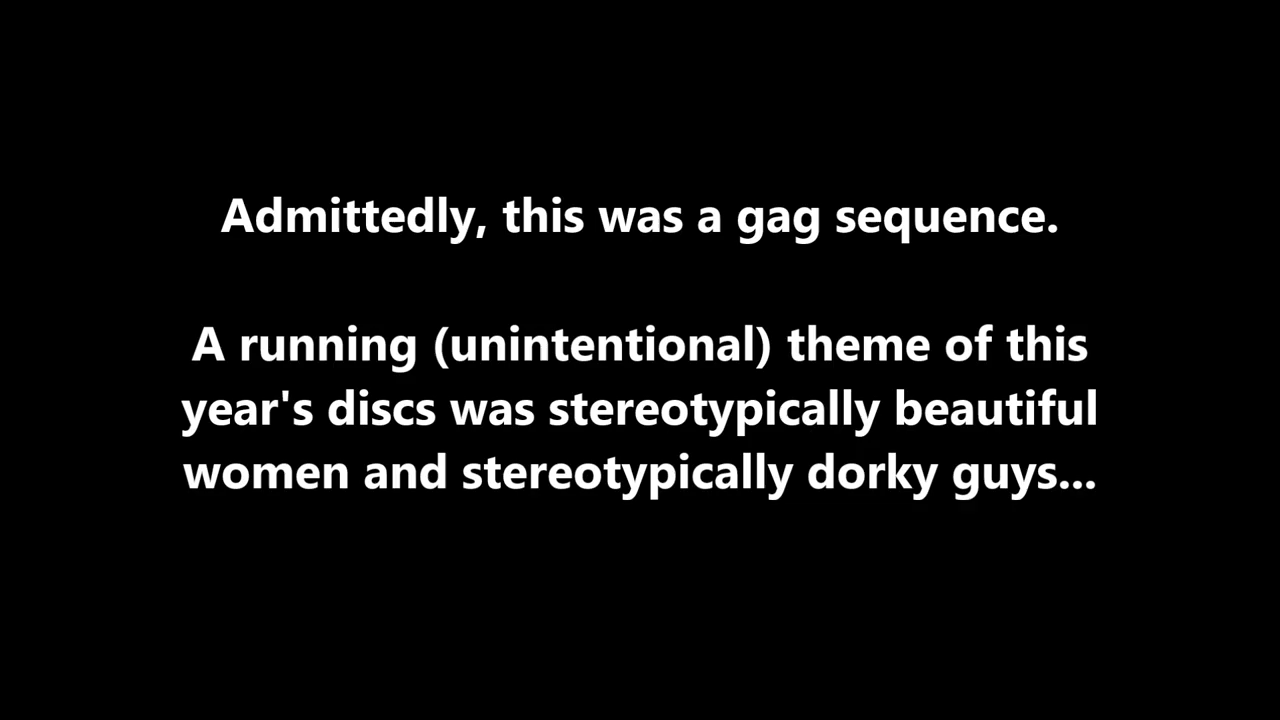 Admittedly, this was a gag sequence.
A running (unintentional) theme of this
year's discs was stereotypically beautiful
women and stereotypically dorky guys...